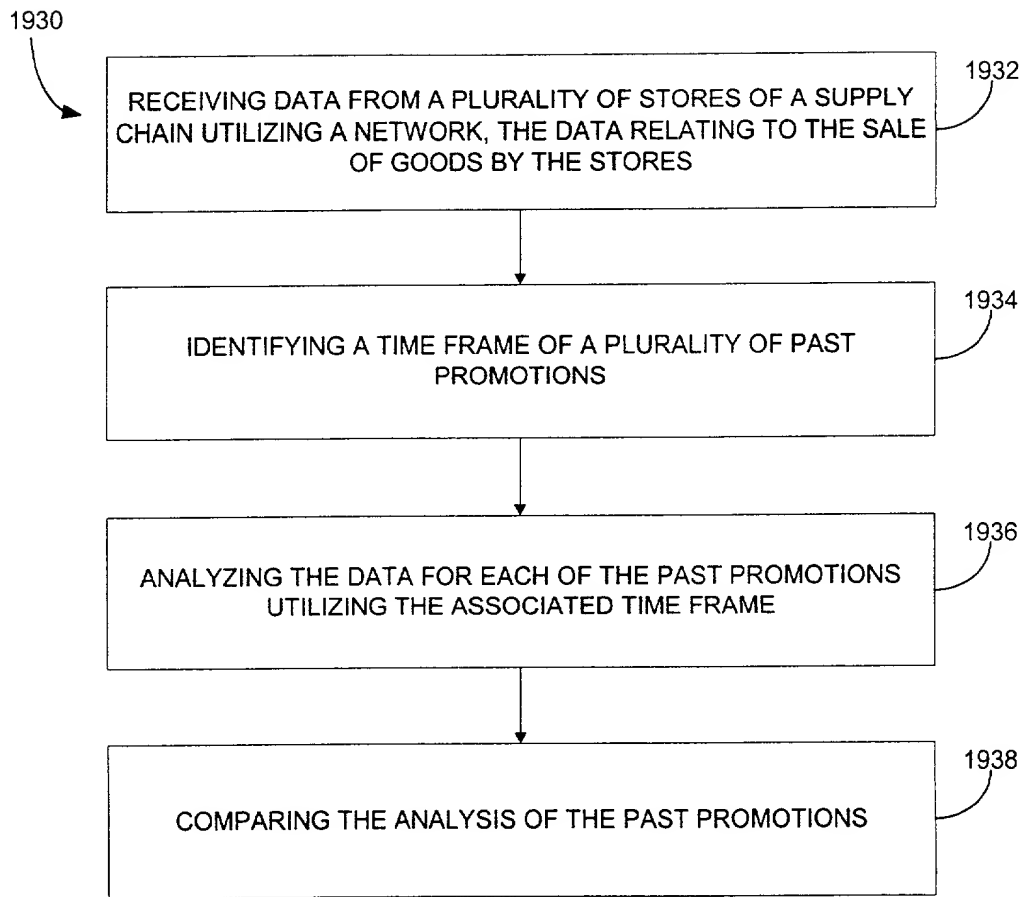 1930
1932
RECEIVING DATA FROM A PLURALITY OF STORES OF A SUPPLY
CHAIN UTILIZING A NETWORK, THE DATA RELATING TO THE SALE
OF GOODS BY THE STORES
1934
IDENTIFYING A TIME FRAME OF A PLURALITY OF PAST
PROMOTIONS
1936
ANALYZING THE DATA FOR EACH OF THE PAST PROMOTIONS
UTILIZING THE ASSOCIATED TIME FRAME
1938
COMPARING THE ANALYSIS OF THE PAST PROMOTIONS